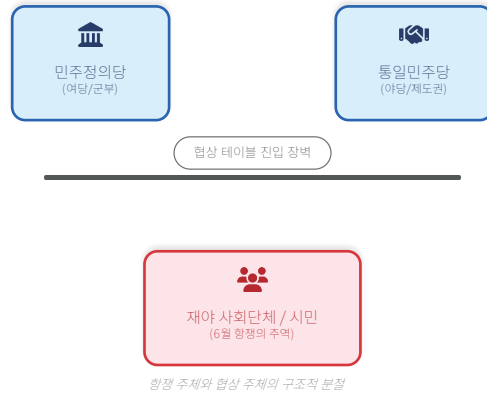 민주정의당
(여당/군부)
통일민주당
(야당/제도권)
협상 테이블 진입 장벽
재야 사회단체 / 시민
(6월 항쟁의 주역)
항쟁 주체와 협상 주체의 구조적 분절